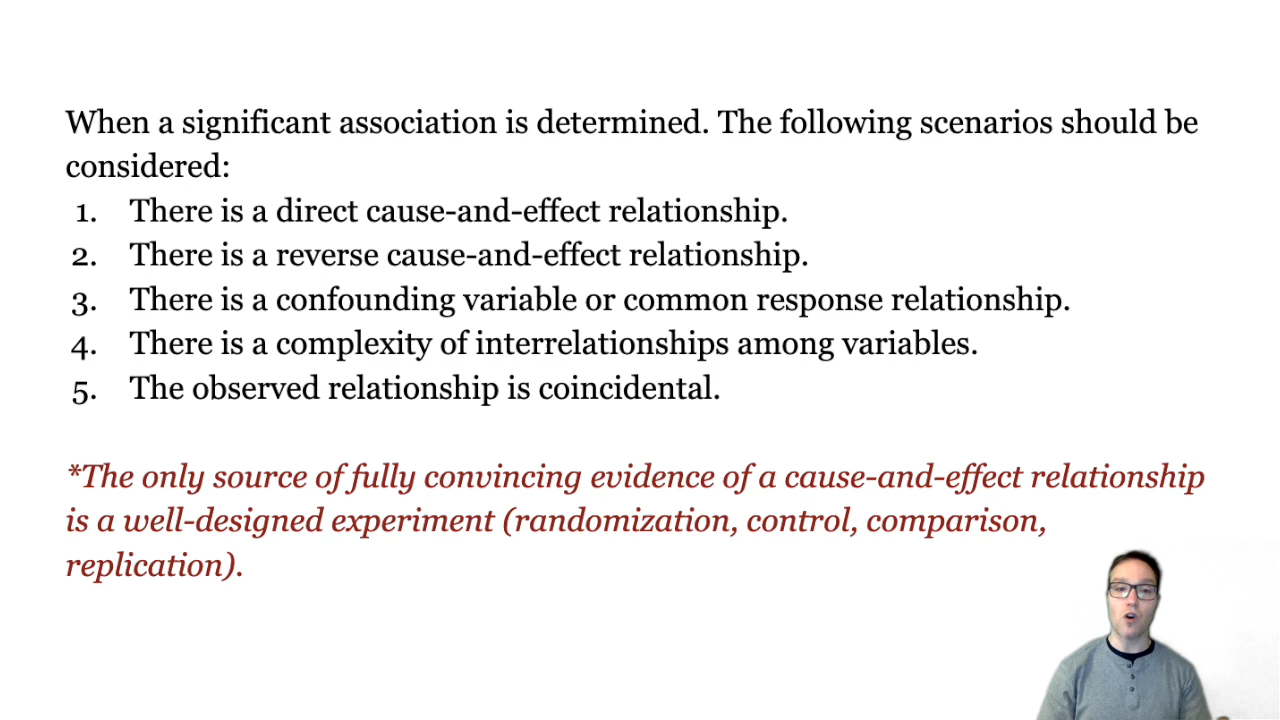 When a significant association is determined. The following scenarios should be
considered:
1. There is a direct cause-and-effect relationship.
2. There is a reverse cause-and-effect relationship.
3. There is a confounding variable or common response relationship.
4. There is a complexity of interrelationships among variables.
5. The observed relationship is coincidental.
*The only source of fully convincing evidence of a cause-and-effect relationship
is a well-designed experiment (randomization, control, comparison,
replication).